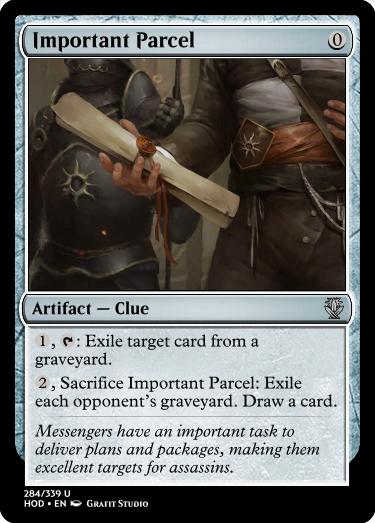 Important Parcel 0
Artifact — Clue
1, : Exile target card from a
graveyard.
2, Sacrifice Important Parcel: Exile
each opponent's graveyard. Draw a card.
Messengers have an important task to
deliver plans and packages, making them
excellent targets for assassins.
284/339 U
HOD • EN Grafit Studio